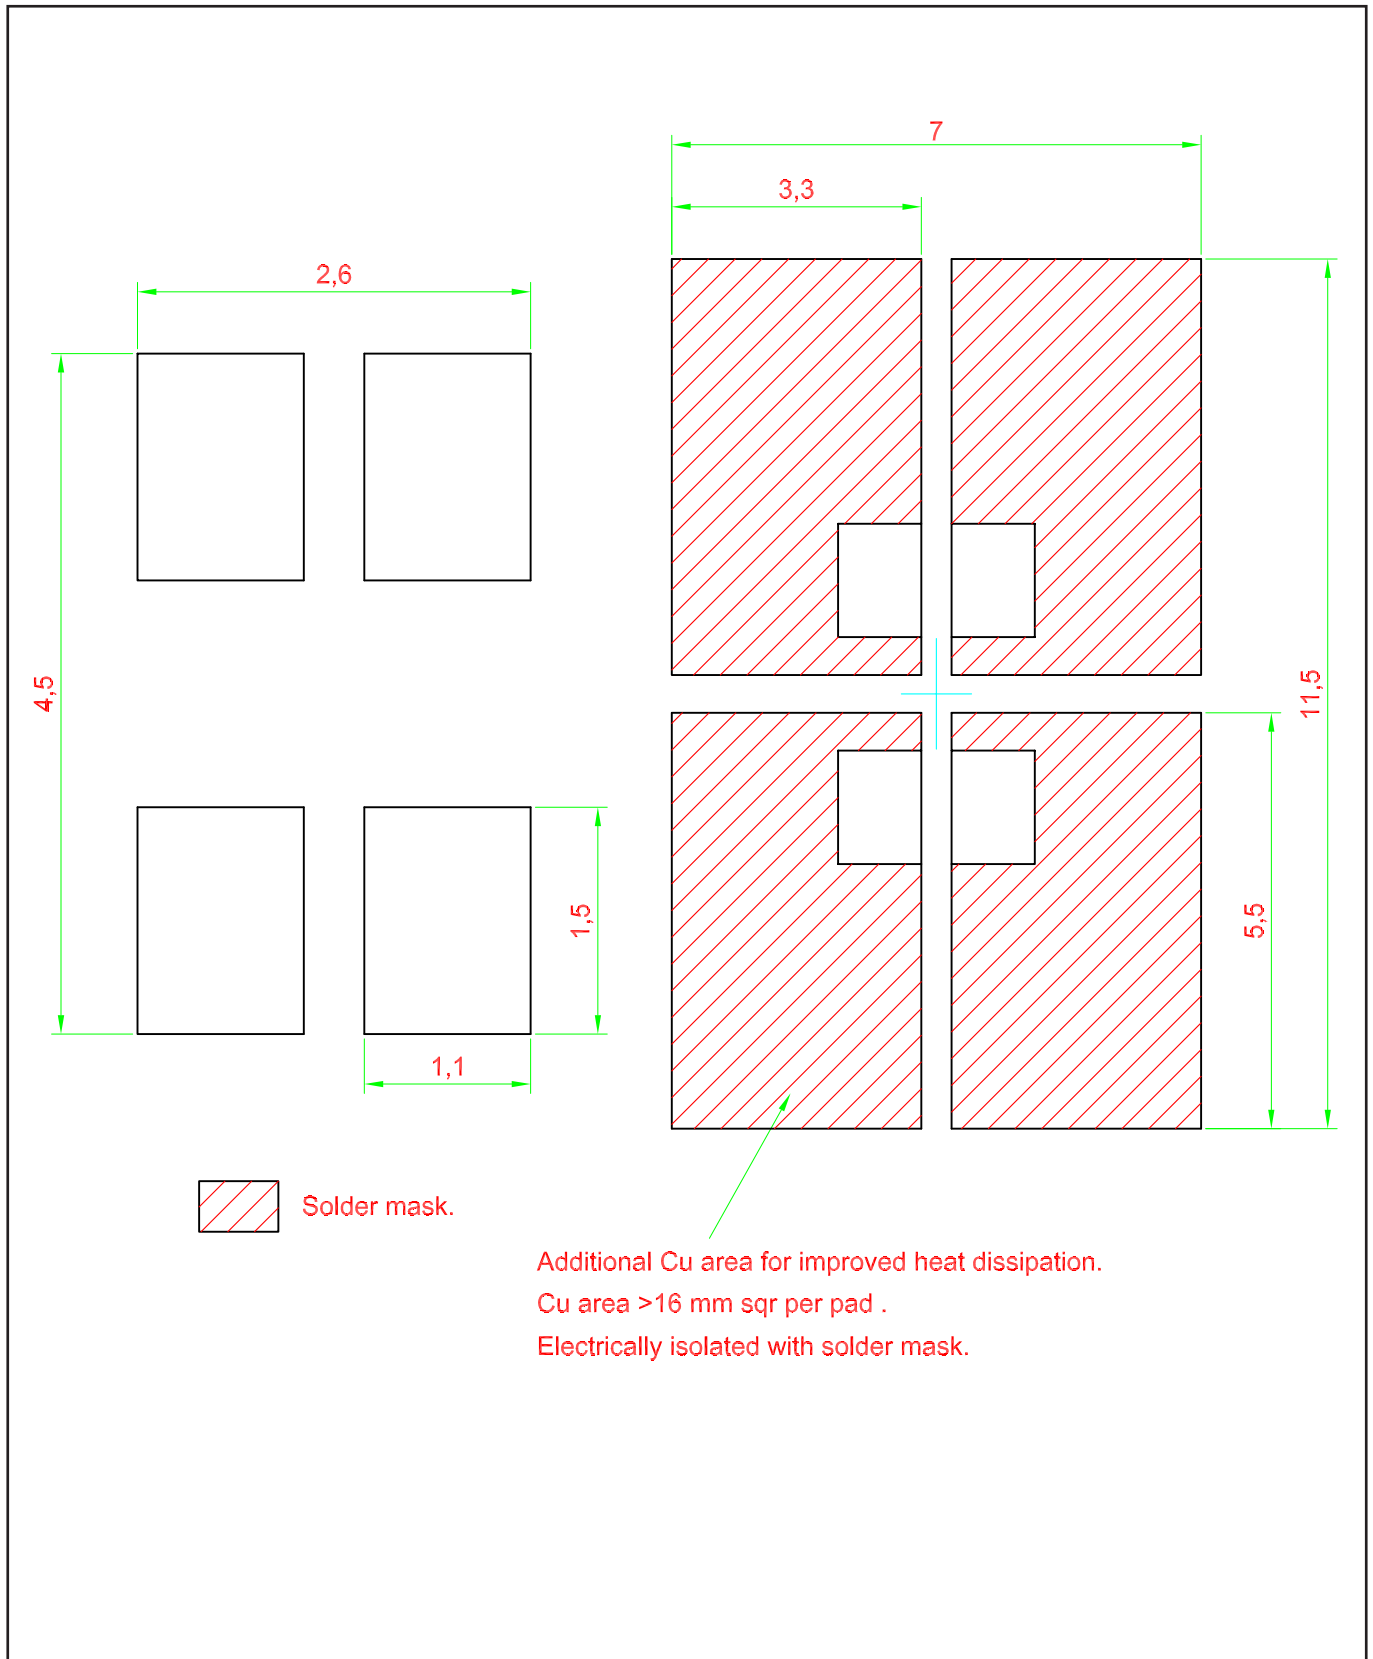 7
3,3
2,6
4,5
11,5
5,5
1,5
1,1
Solder mask.
Additional Cu area for improved heat dissipation.
Cu area >16 mm sqr per pad .
Electrically isolated with solder mask.